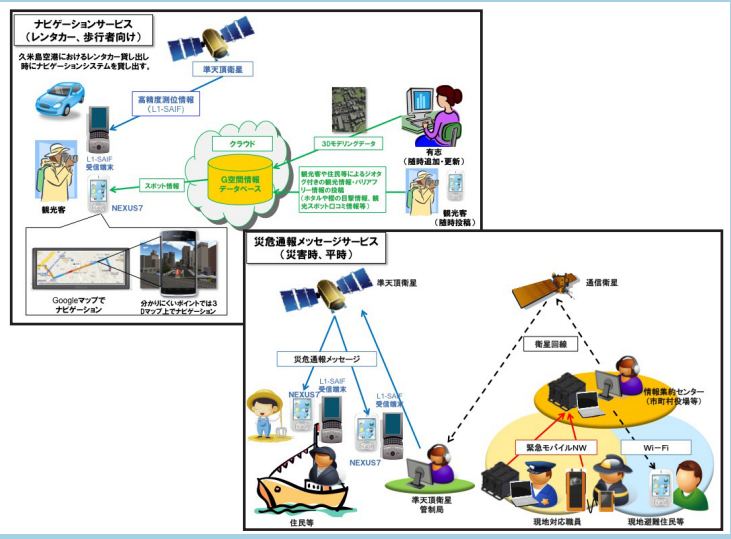 ナビゲーションサービス
(レンタカー、歩行者向け)
久米島空港におけるレンタカー貸し出し
時にナビゲーションシステムを貸し出す。
準天頂衛星
高精度測位情報
(L1-SAIF)
L1-SAIF
受信端末
観光客
NEXUS7
スポット情報
クラウド
G空間情報
データベース
3Dモデリングデータ
有志
(随時追加・更新)
観光客や住民等によるジオタ
グ付きの観光情報・バリアフ
リー情報の投稿
(ホタルや桜の目撃情報、観
光スポット口コミ情報等)
観光客
(随時投稿)
Googleマップで
ナビゲーション
分かりにくいポイントでは3
Dマップ上でナビゲーション
災危通報メッセージサービス
(災害時、平時)
準天頂衛星
通信衛星
衛星回線
災危通報メッセージ
L1-SAIF
受信端末
NEXUS7
L1-SAIF
受信端末
NEXUS7
情報集約センター
(市町村役場等)
緊急モバイルNW
Wi-Fi
住民等
準天頂衛星
管制局
現地対応職員
現地避難住民等